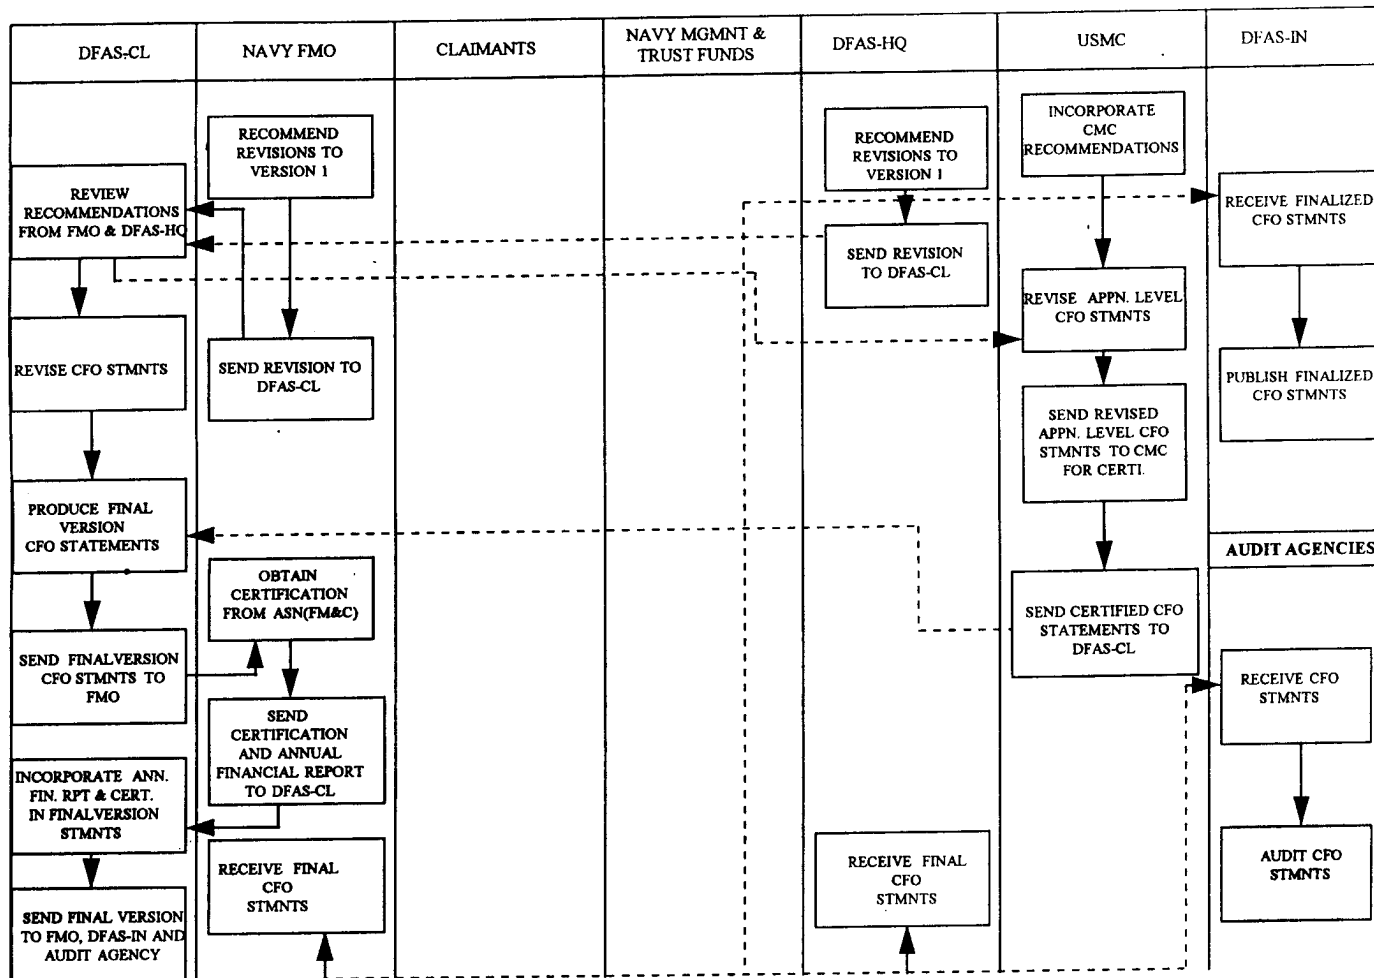 DFAS-CL
NAVY FMO
CLAIMANTS
NAVY MGMNT &
TRUST FUNDS
DFAS-HQ
USMC
DFAS-IN
REVIEW
RECOMMENDATIONS
FROM FMO & DFAS-HQ
REVISE CFO STMNTS
PRODUCE FINAL
VERSION
CFO STATEMENTS
SEND FINALVERSION
CFO STMNTS TO
FMO
INCORPORATE ANN.
FIN. RPT & CERT.
IN FINALVERSION
STMNTS
SEND FINAL VERSION
TO FMO, DFAS-IN AND
AUDIT AGENCY
RECOMMEND
REVISIONS TO
VERSION 1
SEND REVISION TO
DFAS-CL
OBTAIN
CERTIFICATION
FROM ASN(FM&C)
SEND
CERTIFICATION
AND ANNUAL
FINANCIAL REPORT
TO DFAS-CL
RECEIVE FINAL
CFO
STMNTS
RECOMMEND
REVISIONS TO
VERSION 1
SEND REVISION
TO DFAS-CL
RECEIVE FINAL
CFO
STMNTS
INCORPORATE
CMC
RECOMMENDATIONS
REVISE APPN. LEVEL
CFO STMNTS
SEND REVISED
APPN. LEVEL CFO
STMNTS TO CMC
FOR CERTI.
SEND CERTIFIED CFO
STATEMENTS TO
DFAS-CL
RECEIVE FINALIZED
CFO STMNTS
PUBLISH FINALIZED
CFO STMNTS
AUDIT AGENCIES
RECEIVE CFO
STMNTS
AUDIT CFO
STMNTS